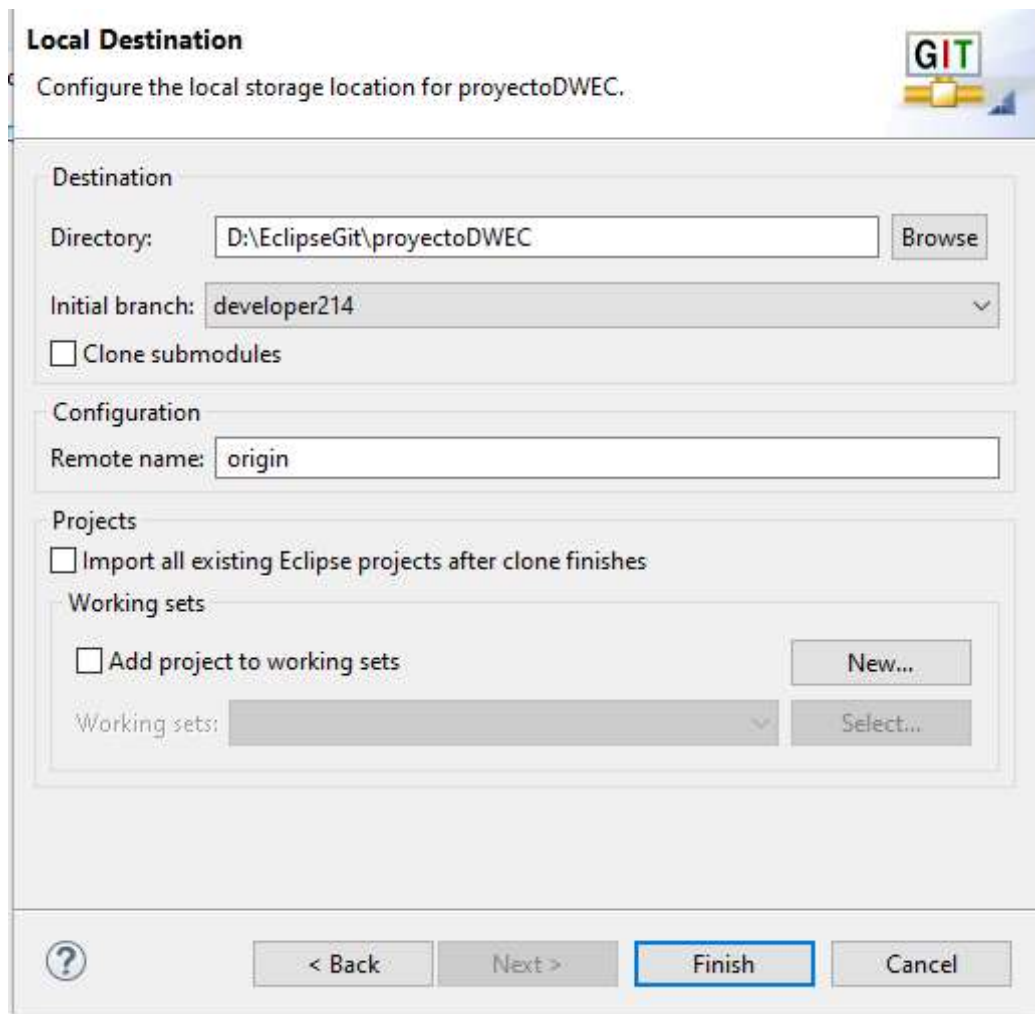 Local Destination
Configure the local storage location for proyectoDWEC.
GIT
Destination
Directory: D:\EclipseGit\proyectoDWEC Browse
Initial branch: developer214
Clone submodules
Configuration
Remote name: origin
Projects
Import all existing Eclipse projects after clone finishes
Working sets
Add project to working sets New...
Working sets: Select...
? < Back Next > Finish Cancel